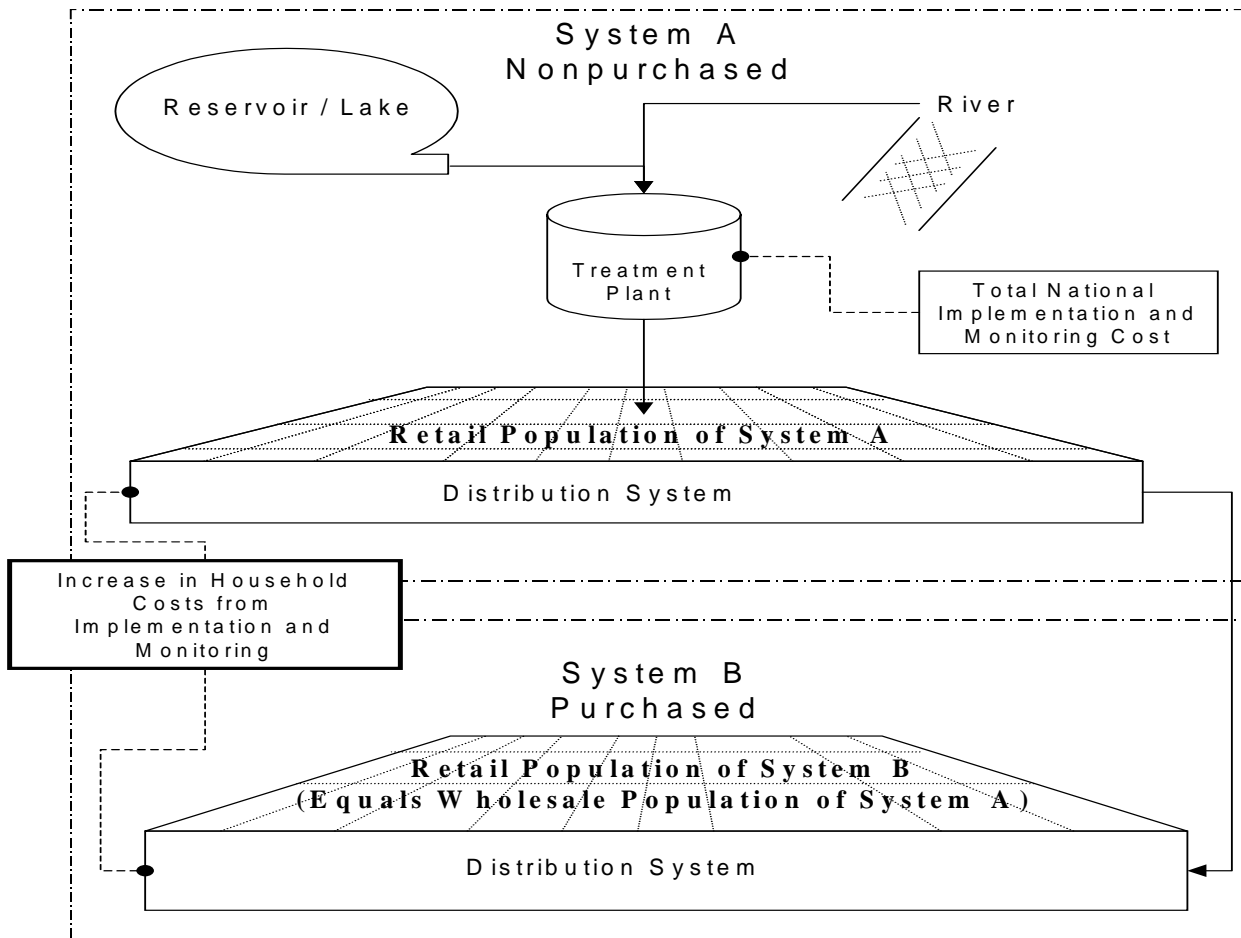 System A
Nonpurchased
Reservoir / Lake
River
Treatment
Plant
Total National
Implementation and
Monitoring Cost
Retail Population of System A
Distribution System
Increase in Household
Costs from
Implementation and
Monitoring
System B
Purchased
Retail Population of System B
(Equals Wholesale Population of System A)
Distribution System